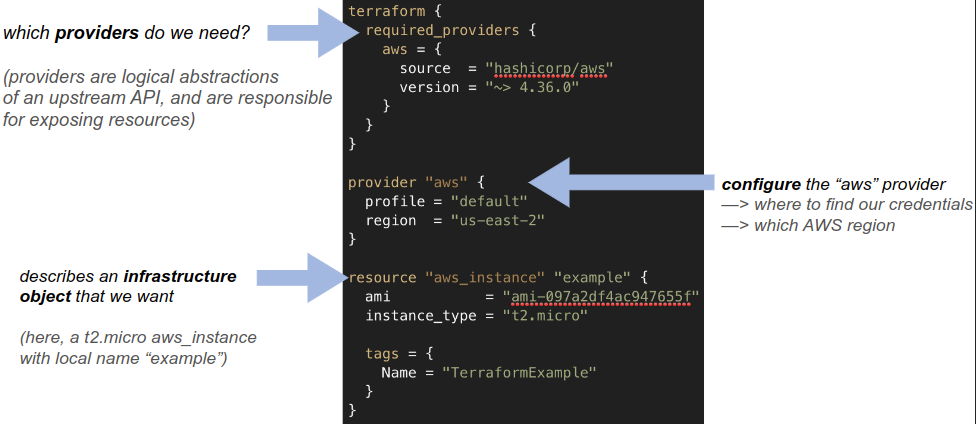 which providers do we need?
(providers are logical abstractions
of an upstream API, and are responsible
for exposing resources)
terraform {
  required_providers {
    aws = {
      source  = "hashicorp/aws"
      version = "~> 4.36.0"
    }
  }
}
provider "aws" {
  profile = "default"
  region  = "us-east-2"
}
configure the “aws” provider
—> where to find our credentials
—> which AWS region
describes an infrastructure
object that we want
(here, a t2.micro aws_instance
with local name “example”)
resource "aws_instance" "example" {
  ami           = "ami-097a2df4ac947655f"
  instance_type = "t2.micro"
  tags = {
    Name = "TerraformExample"
  }
}